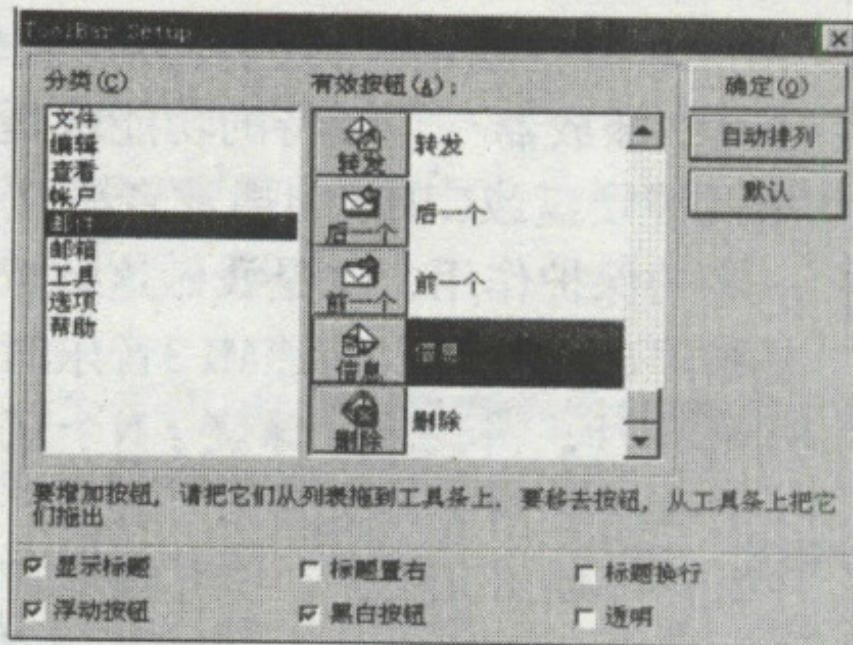 ToolBar Setup
分类(C)
文件
编辑
查看
帐户
邮件
邮箱
工具
选项
帮助
有效按钮(A):
转发 转发
后一个 后一个
前一个 前一个
信息 信息
删除 删除
确定(O)
自动排列
默认
要增加按钮, 请把它们从列表拖到工具条上. 要移去按钮, 从工具条上把它
们拖出
显示标题 标题置右 标题换行
浮动按钮 黑白按钮 透明